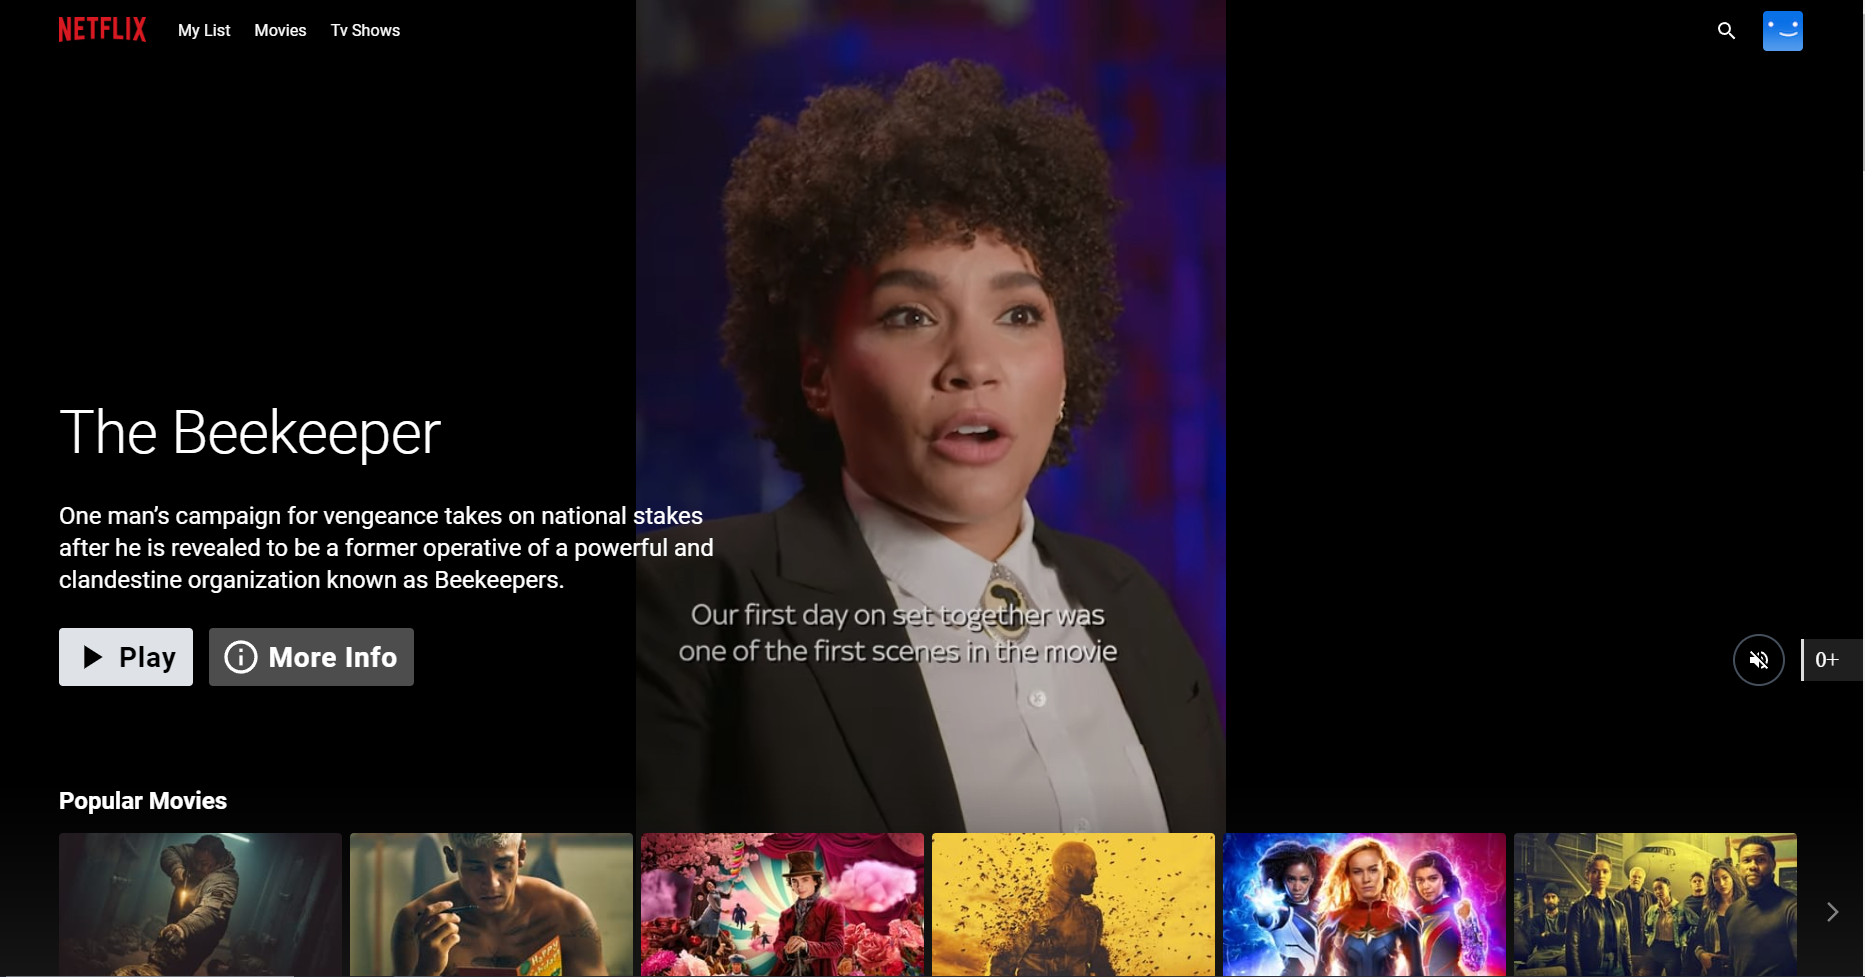 NETFLIX
My List
Movies
Tv Shows
The Beekeeper
One man’s campaign for vengeance takes on national stakes
after he is revealed to be a former operative of a powerful and
clandestine organization known as Beekeepers.
Our first day on set together was
one of the first scenes in the movie
Play
More Info
0+
Popular Movies